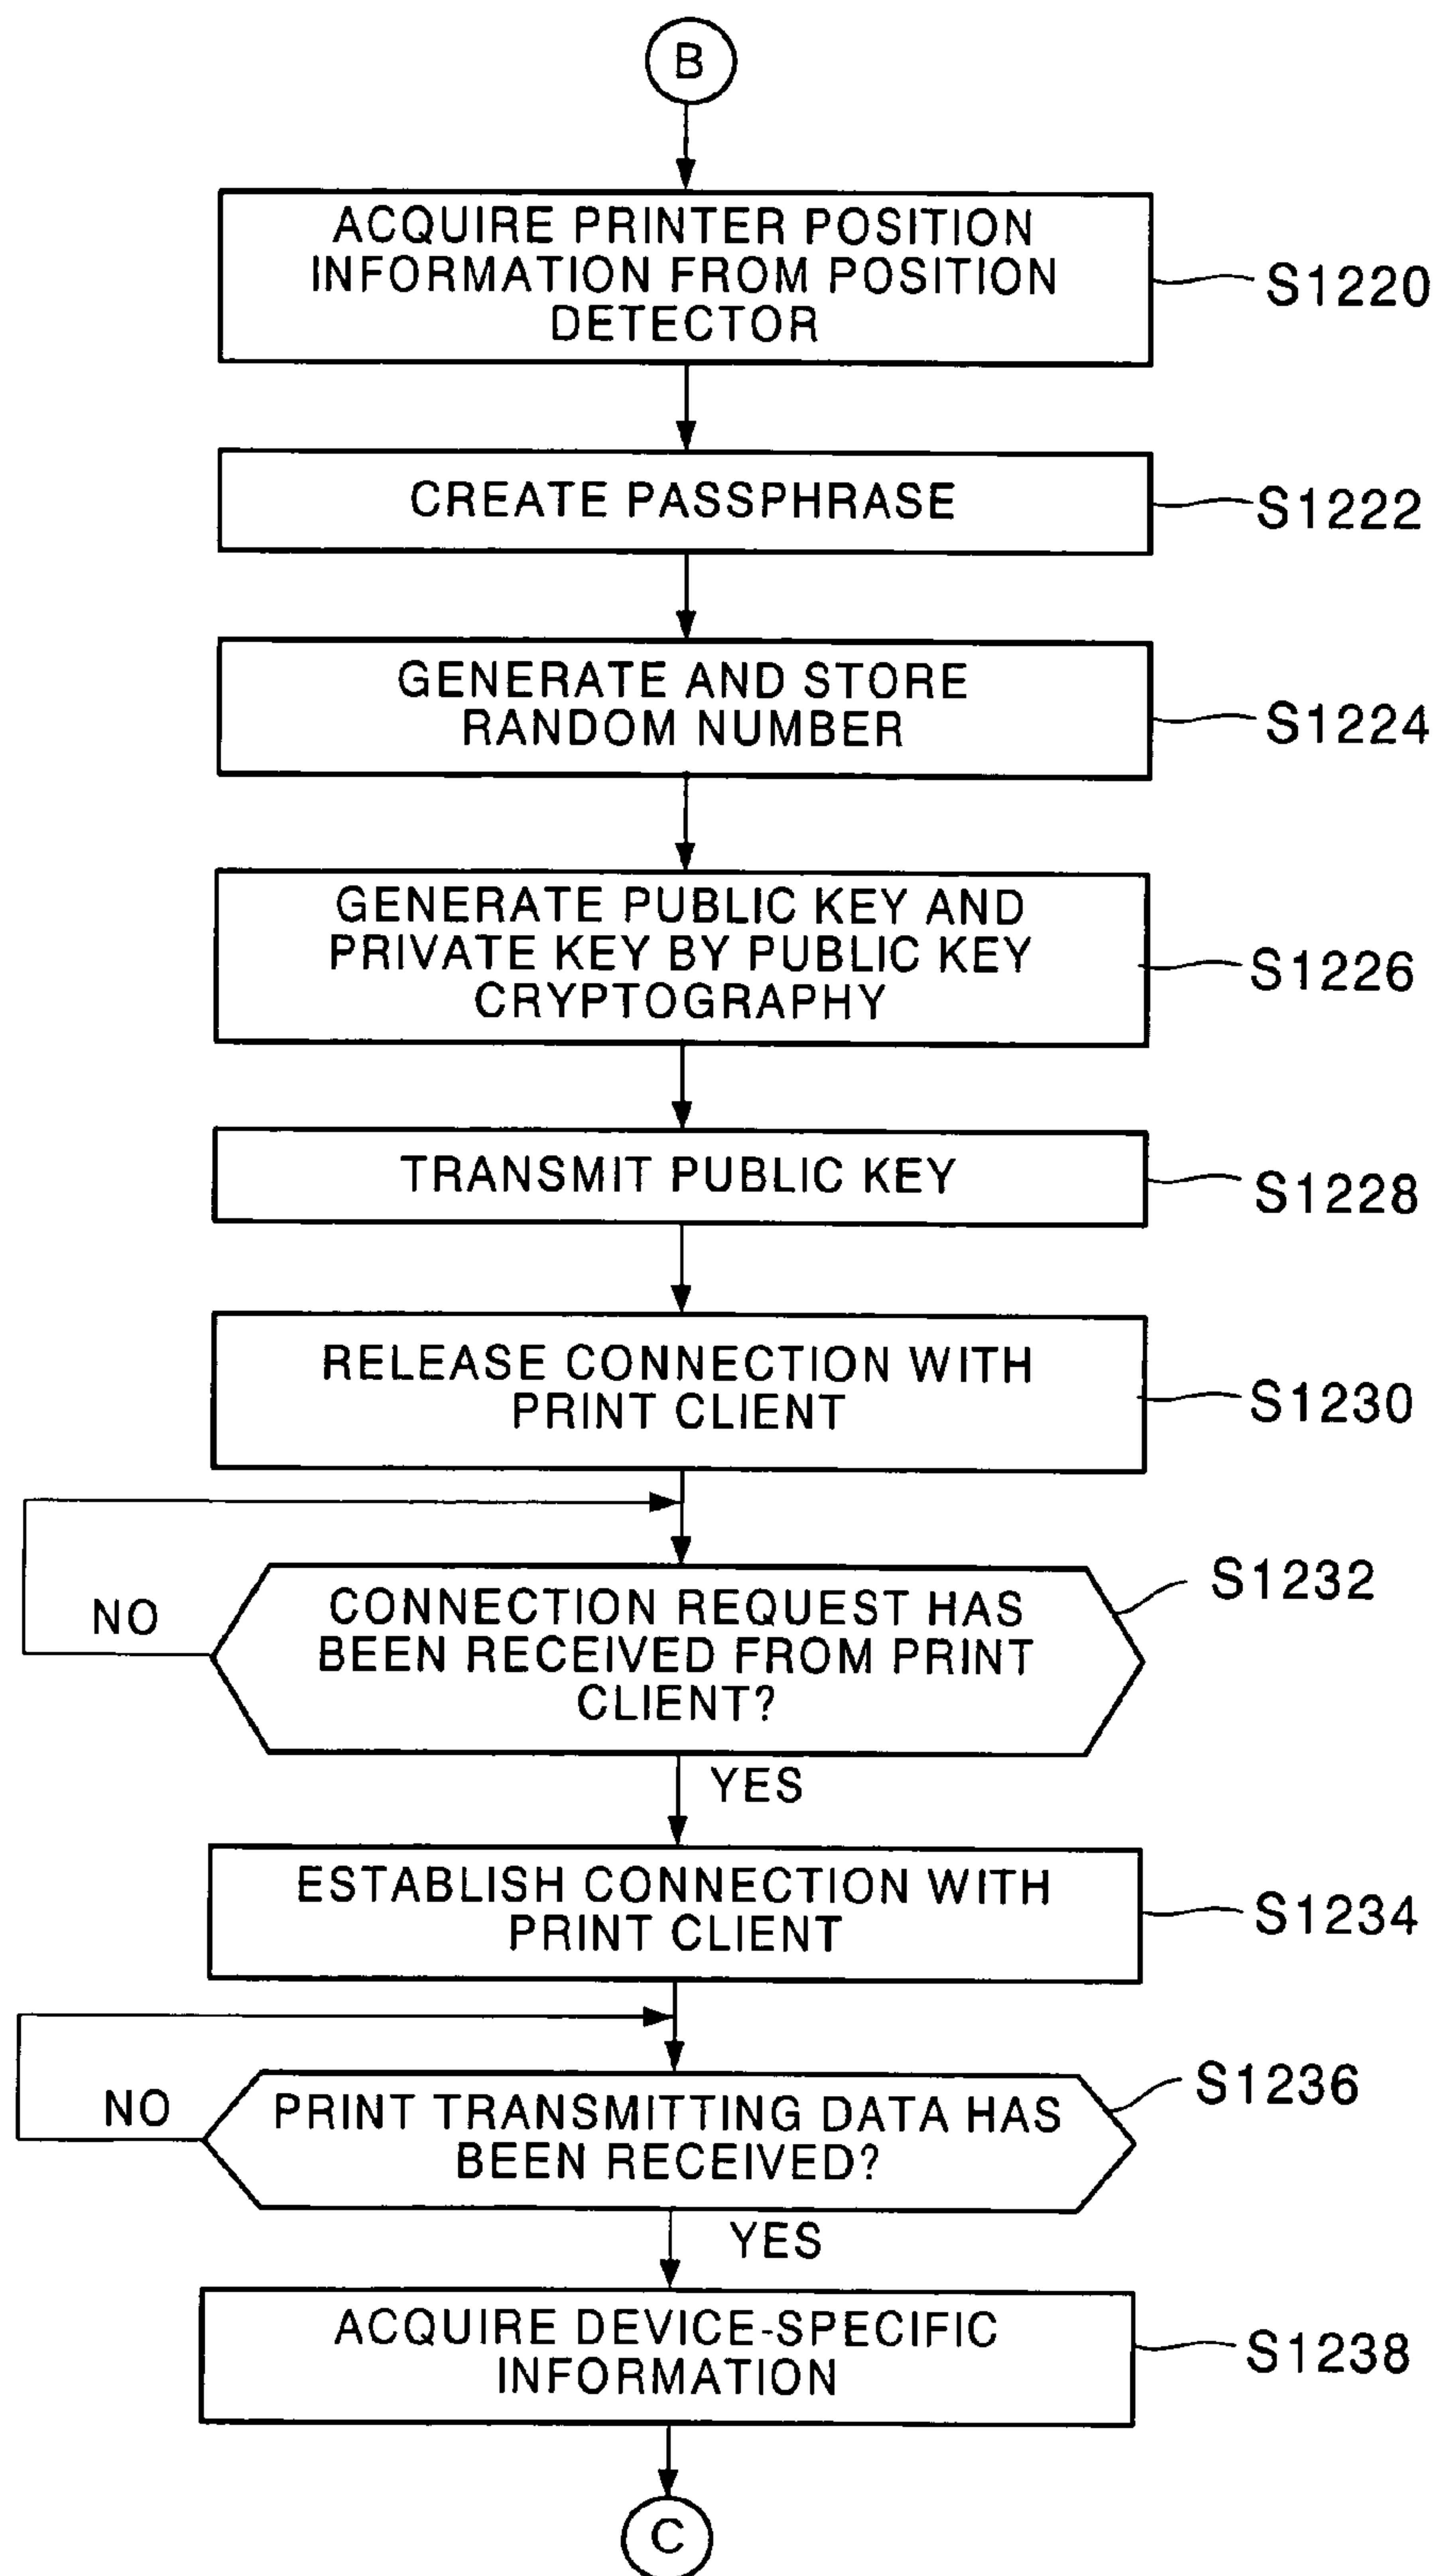 B
ACQUIRE PRINTER POSITION
INFORMATION FROM POSITION
DETECTOR
S1220
CREATE PASSPHRASE
S1222
GENERATE AND STORE
RANDOM NUMBER
S1224
GENERATE PUBLIC KEY AND
PRIVATE KEY BY PUBLIC KEY
CRYPTOGRAPHY
S1226
TRANSMIT PUBLIC KEY
S1228
RELEASE CONNECTION WITH
PRINT CLIENT
S1230
CONNECTION REQUEST HAS
BEEN RECEIVED FROM PRINT
CLIENT?
S1232
NO
YES
ESTABLISH CONNECTION WITH
PRINT CLIENT
S1234
PRINT TRANSMITTING DATA HAS
BEEN RECEIVED?
S1236
NO
YES
ACQUIRE DEVICE-SPECIFIC
INFORMATION
S1238
C